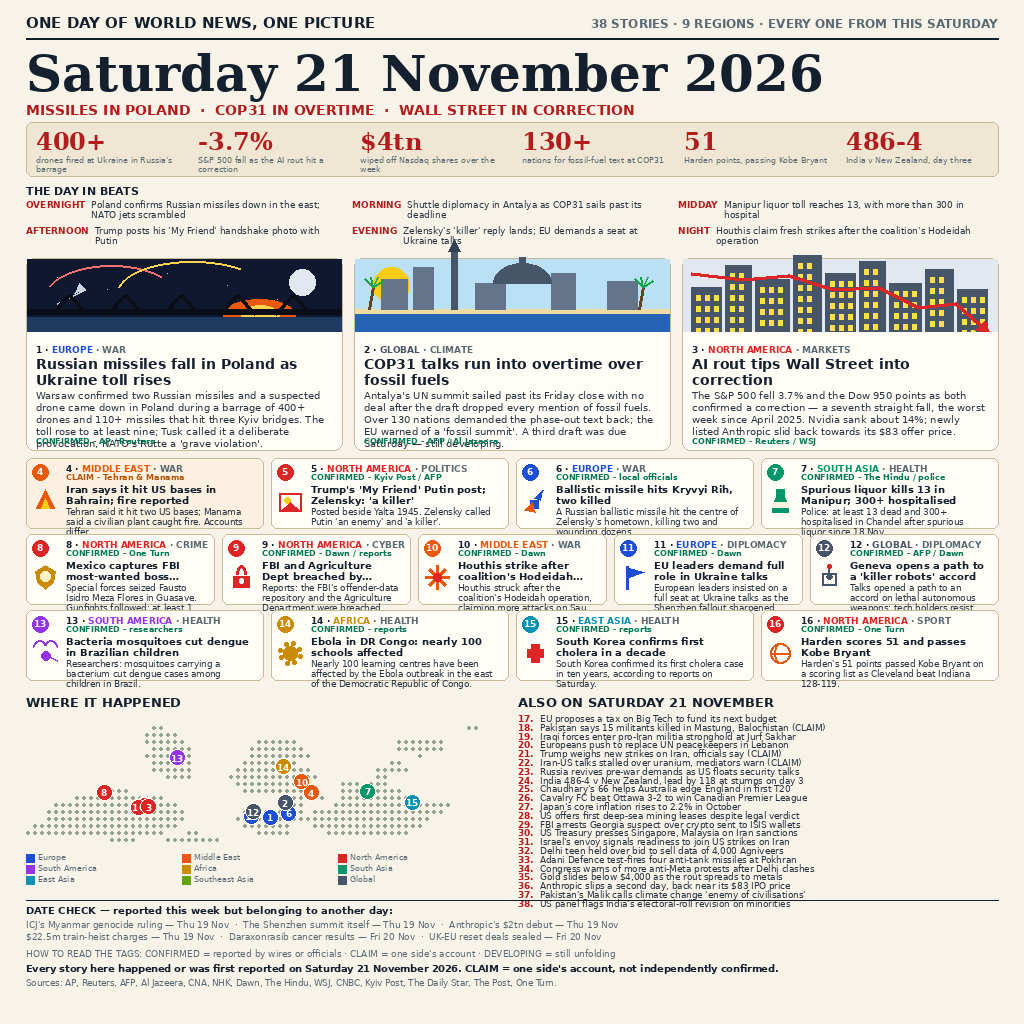 ONE DAY OF WORLD NEWS, ONE PICTURE
38 STORIES · 9 REGIONS · EVERY ONE FROM THIS SATURDAY
Saturday 21 November 2026
MISSILES IN POLAND · COP31 IN OVERTIME · WALL STREET IN CORRECTION
400+
drones fired at Ukraine in Russia's
barrage
-3.7%
S&P 500 fall as the AI rout hit a
correction
$4tn
wiped off Nasdaq shares over the
week
130+
nations for fossil-fuel text at COP31
51
Harden points, passing Kobe Bryant
486-4
India v New Zealand, day three
THE DAY IN BEATS
OVERNIGHT Poland confirms Russian missiles down in the east;
NATO jets scrambled
MORNING Shuttle diplomacy in Antalya as COP31 sails past its
deadline
MIDDAY Manipur liquor toll reaches 13, with more than 300 in
hospital
AFTERNOON Trump posts his 'My Friend' handshake photo with
Putin
EVENING Zelensky's 'killer' reply lands; EU demands a seat at
Ukraine talks
NIGHT Houthis claim fresh strikes after the coalition's Hodeidah
operation
1 · EUROPE · WAR
Russian missiles fall in Poland as
Ukraine toll rises
Warsaw confirmed two Russian missiles and a suspected
drone came down in Poland during a barrage of 400+
drones and 110+ missiles that hit three Kyiv bridges. The
toll rose to at least nine; Tusk called it a deliberate
provocation, NATO's Rutte a 'grave violation'.
CONFIRMED - AP / Reuters
2 · GLOBAL · CLIMATE
COP31 talks run into overtime over
fossil fuels
Antalya's UN summit sailed past its Friday close with no
deal after the draft dropped every mention of fossil fuels.
Over 130 nations demanded the phase-out text back; the
EU warned of a 'fossil summit'. A third draft was due
Saturday — still developing.
CONFIRMED - AFP / Al Jazeera
3 · NORTH AMERICA · MARKETS
AI rout tips Wall Street into
correction
The S&P 500 fell 3.7% and the Dow 950 points as both
confirmed a correction — a seventh straight fall, the worst
week since April 2025. Nvidia sank about 14%; newly
listed Anthropic slid back towards its $83 offer price.
CONFIRMED - Reuters / WSJ
4
4 · MIDDLE EAST · WAR
CLAIM - Tehran & Manama
Iran says it hit US bases in
Bahrain; fire reported
Tehran said it hit two US bases; Manama
said a civilian plant caught fire. Accounts
differ.
5
5 · NORTH AMERICA · POLITICS
CONFIRMED - Kyiv Post / AFP
Trump's 'My Friend' Putin post;
Zelensky: 'a killer'
Posted beside Yalta 1945. Zelensky called
Putin 'an enemy' and 'a killer'.
6
6 · EUROPE · WAR
CONFIRMED - local officials
Ballistic missile hits Kryvyi Rih,
two killed
A Russian ballistic missile hit the centre of
Zelensky's hometown, killing two and
wounding dozens.
7
7 · SOUTH ASIA · HEALTH
CONFIRMED - The Hindu / police
Spurious liquor kills 13 in
Manipur; 300+ hospitalised
Police: at least 13 dead and 300+
hospitalised in Chandel after spurious
liquor since 18 Nov.
8
8 · NORTH AMERICA · CRIME
CONFIRMED - One Turn
Mexico captures FBI
most-wanted boss…
Special forces seized Fausto
Isidro Meza Flores in Guasave.
Gunfights followed; at least 1
9
9 · NORTH AMERICA · CYBER
CONFIRMED - Dawn / reports
FBI and Agriculture
Dept breached by…
Reports: the FBI's offender-data
repository and the Agriculture
Department were breached
10
10 · MIDDLE EAST · WAR
CONFIRMED - Dawn
Houthis strike after
coalition's Hodeidah…
Houthis struck after the
coalition's Hodeidah operation,
claiming more attacks on Sau
11
11 · EUROPE · DIPLOMACY
CONFIRMED - Dawn
EU leaders demand full
role in Ukraine talks
European leaders insisted on a
full seat at Ukraine talks as the
Shenzhen fallout sharpened
12
12 · GLOBAL · DIPLOMACY
CONFIRMED - AFP / Dawn
Geneva opens a path to
a 'killer robots' accord
Talks opened a path to an
accord on lethal autonomous
weapons; tech holders resist
13
13 · SOUTH AMERICA · HEALTH
CONFIRMED - researchers
Bacteria mosquitoes cut dengue
in Brazilian children
Researchers: mosquitoes carrying a
bacterium cut dengue cases among
children in Brazil.
14
14 · AFRICA · HEALTH
CONFIRMED - reports
Ebola in DR Congo: nearly 100
schools affected
Nearly 100 learning centres have been
affected by the Ebola outbreak in the east
of the Democratic Republic of Congo.
15
15 · EAST ASIA · HEALTH
CONFIRMED - reports
South Korea confirms first
cholera in a decade
South Korea confirmed its first cholera case
in ten years, according to reports on
Saturday.
16
16 · NORTH AMERICA · SPORT
CONFIRMED - One Turn
Harden scores 51 and passes
Kobe Bryant
Harden's 51 points passed Kobe Bryant on
a scoring list as Cleveland beat Indiana
128-119.
WHERE IT HAPPENED
13
14
10
8
4
7
3
2
15
12
1
6
Europe
Middle East
North America
South America
Africa
South Asia
East Asia
Southeast Asia
Global
ALSO ON SATURDAY 21 NOVEMBER
17. EU proposes a tax on Big Tech to fund its next budget
18. Pakistan says 15 militants killed in Mastung, Balochistan (CLAIM)
19. Iraqi forces enter pro-Iran militia stronghold at Jurf Sakhar
20. Europeans push to replace UN peacekeepers in Lebanon
21. Trump weighs new strikes on Iran, officials say (CLAIM)
22. Iran-US talks stalled over uranium, mediators warn (CLAIM)
23. Russia revives pre-war demands as US floats security talks
24. India 486-4 v New Zealand, lead by 118 at stumps on day 3
25. Chaudhary's 66 helps Australia edge England in first T20
26. Cavalry FC beat Ottawa 3-2 to win Canadian Premier League
27. Japan's core inflation rises to 2.2% in October
28. US offers first deep-sea mining leases despite legal verdict
29. FBI arrests Georgia suspect over crypto sent to ISIS wallets
30. US Treasury presses Singapore, Malaysia on Iran sanctions
31. Israel's envoy signals readiness to join US strikes on Iran
32. Delhi teen held over bid to sell data of 4,000 Agniveers
33. Adani Defence test-fires four anti-tank missiles at Pokhran
34. Congress warns of more anti-Meta protests after Delhi clashes
35. Gold slides below $4,000 as the rout spreads to metals
36. Anthropic slips a second day, back near its $83 IPO price
37. Pakistan's Malik calls climate change 'enemy of civilisations'
38. US panel flags India's electoral-roll revision on minorities
DATE CHECK — reported this week but belonging to another day:
ICJ's Myanmar genocide ruling — Thu 19 Nov · The Shenzhen summit itself — Thu 19 Nov · Anthropic's $2tn debut — Thu 19 Nov
$22.5m train-heist charges — Thu 19 Nov · Daraxonrasib cancer results — Fri 20 Nov · UK-EU reset deals sealed — Fri 20 Nov
HOW TO READ THE TAGS: CONFIRMED = reported by wires or officials · CLAIM = one side's account · DEVELOPING = still unfolding
Every story here happened or was first reported on Saturday 21 November 2026. CLAIM = one side's account, not independently confirmed.
Sources: AP, Reuters, AFP, Al Jazeera, CNA, NHK, Dawn, The Hindu, WSJ, CNBC, Kyiv Post, The Daily Star, The Post, One Turn.